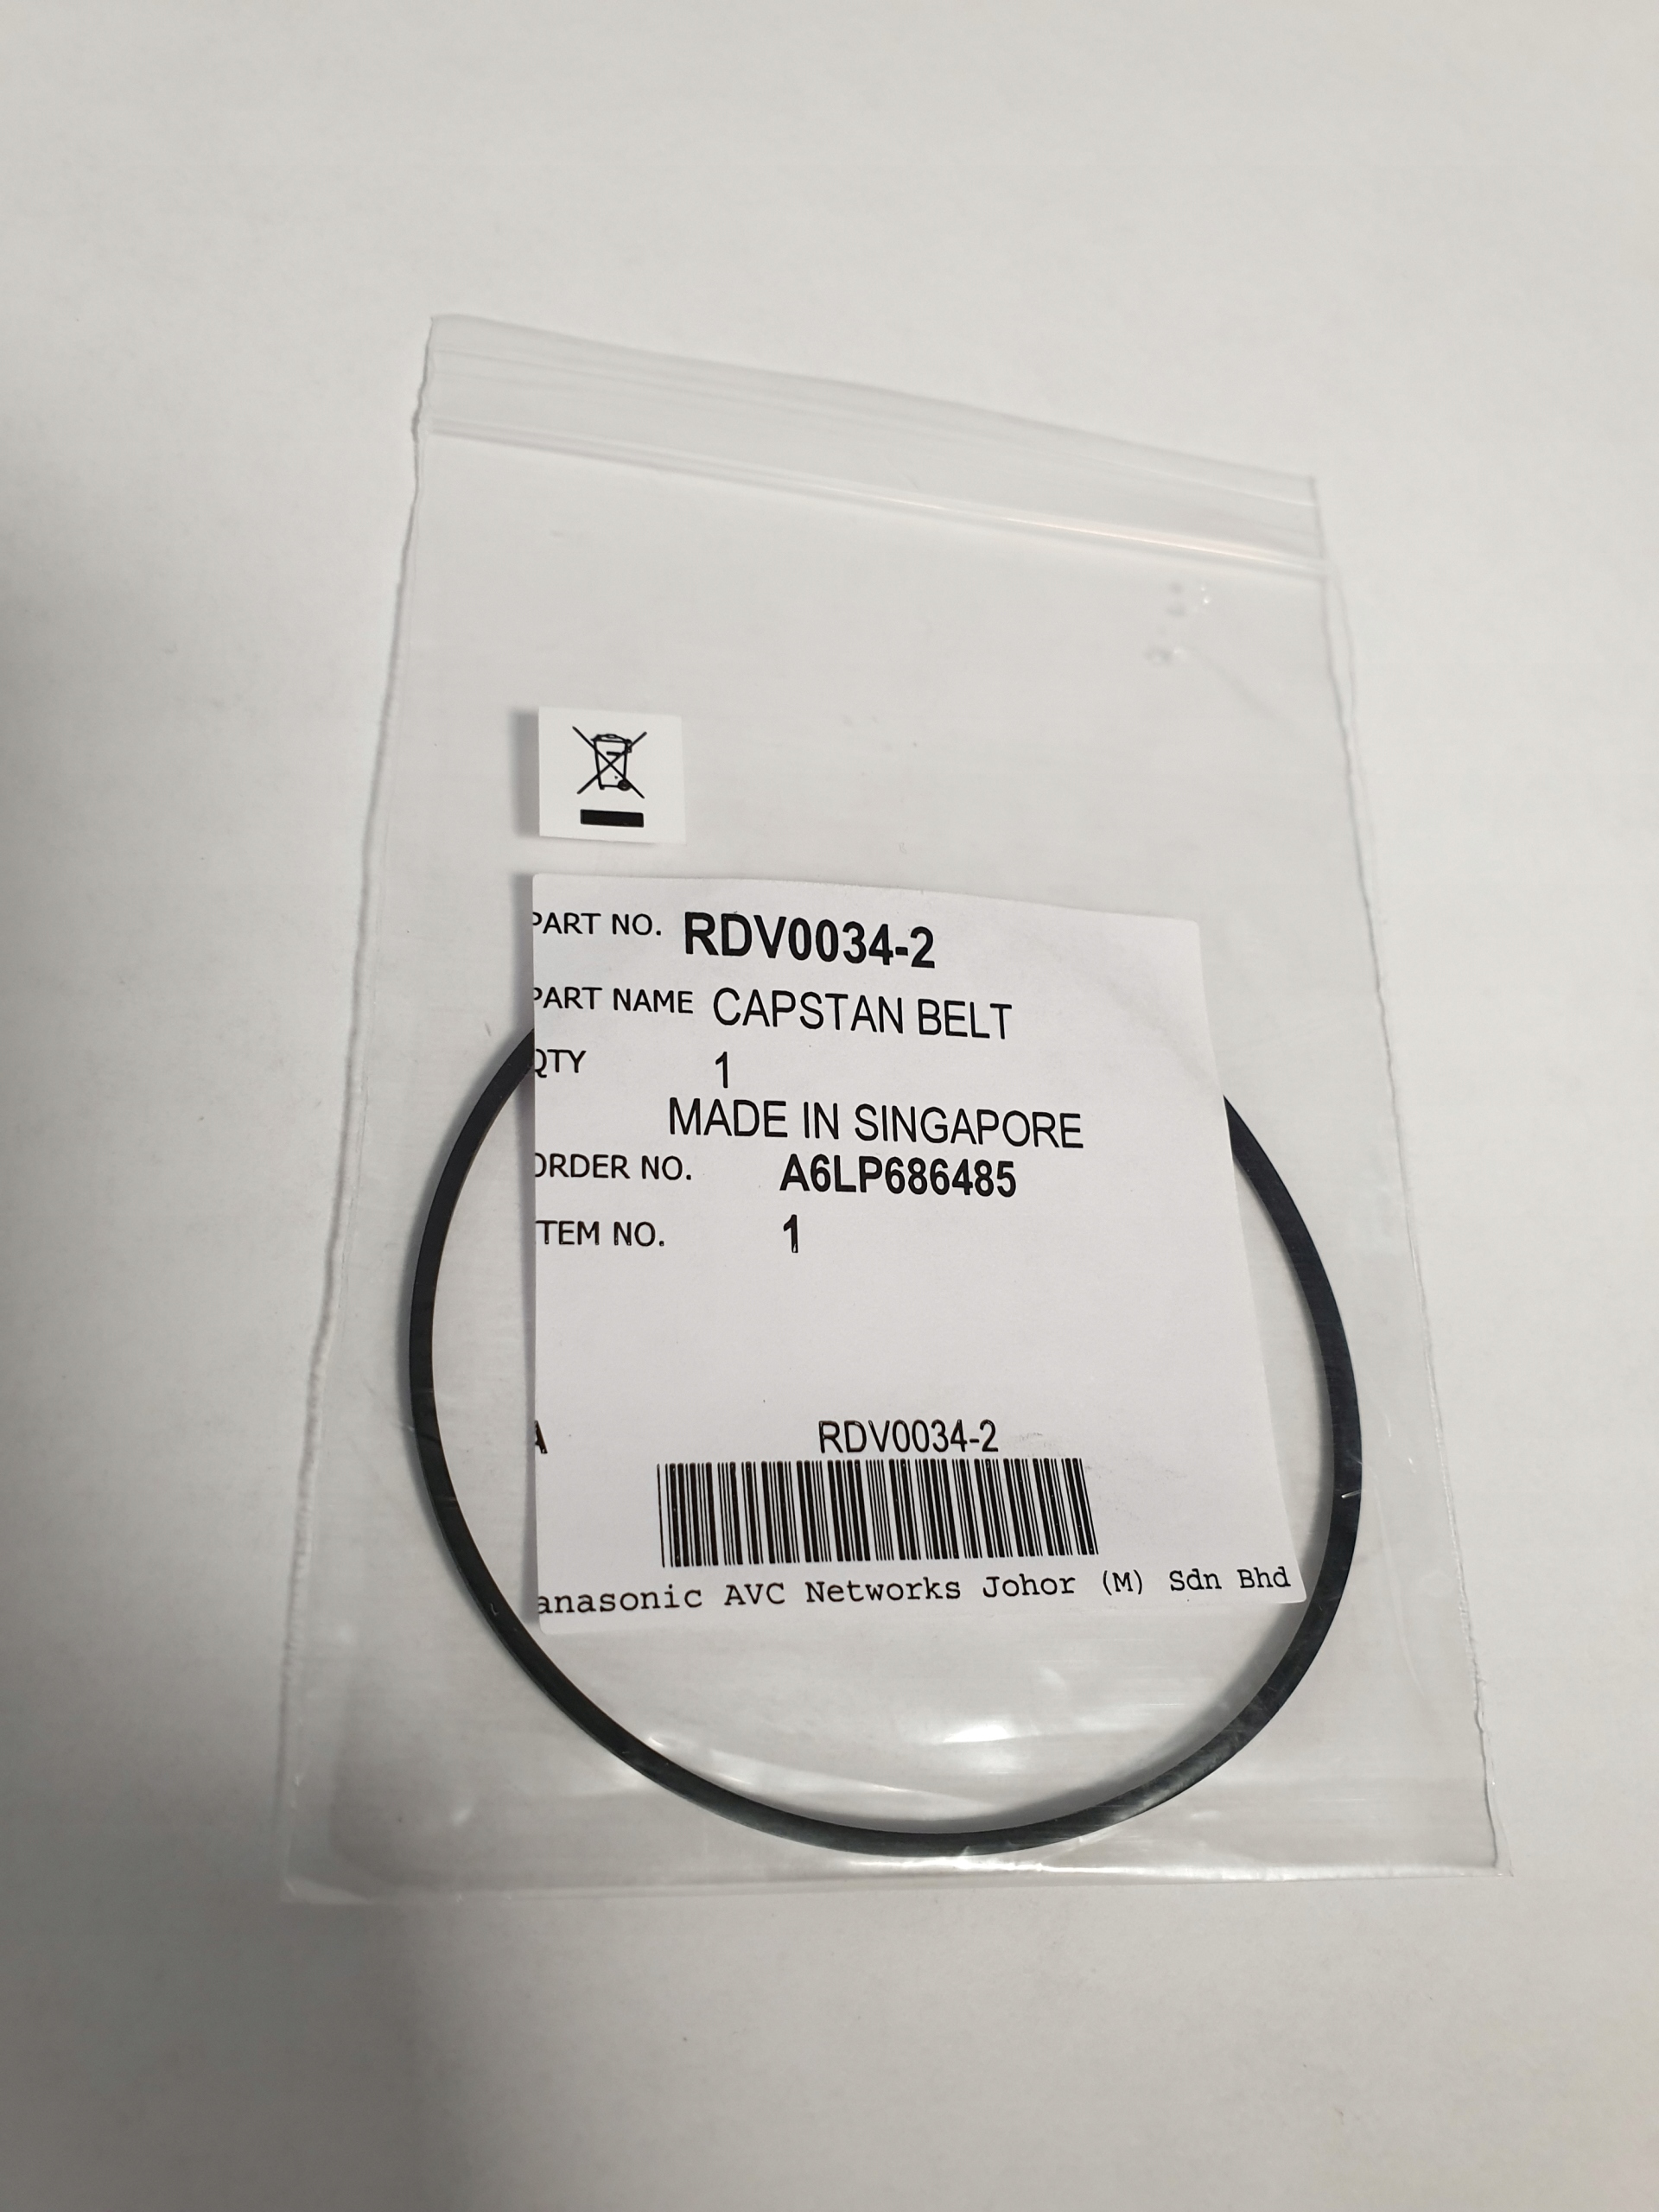 PART NO. RDV0034-2
PART NAME CAPSTAN BELT
QTY 1
MADE IN SINGAPORE
ORDER NO. A6LP686485
ITEM NO. 1
A RDV0034-2
anasonic AVC Networks Johor (M) Sdn Bhd